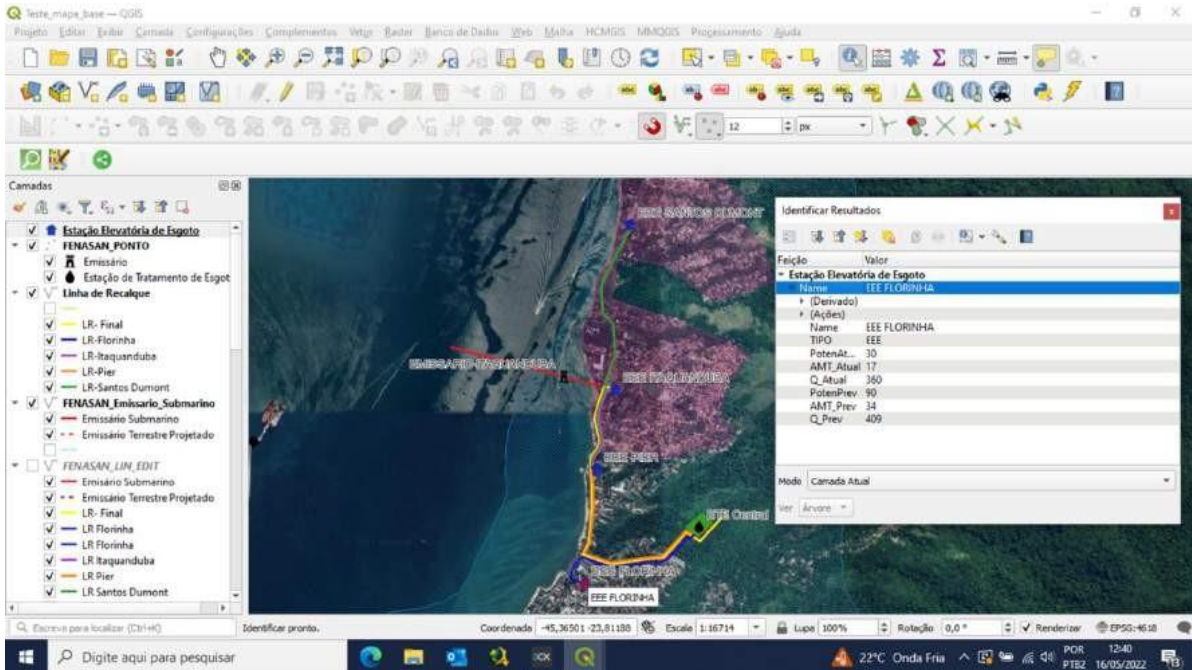 Teste_mapa_base — QGIS
Projeto Editar Exibir Camada Configurações Complementos Vetor Raster Banco de Dados Web Malha HCMGIS MMQGIS Processamento Ajuda
12 px
Camadas
Estação Elevatória de Esgoto
FENASAN_PONTO
Emissário
Estação de Tratamento de Esgot
Linha de Recalque
LR- Final
LR-Florinha
LR-Itaquanduba
LR-Pier
LR-Santos Dumont
FENASAN_Emissario_Submarino
Emissário Submarino
Emissário Terrestre Projetado
FENASAN_LIN_EDIT
Emisário Submarino
Emissário Terrestre Projetado
LR- Final
LR Florinha
LR Florinha
LR Itaquanduba
LR Pier
LR Santos Dumont
EEE SANTOS DUMONT
EMISSARIO ITAQUANDUBA
EEE ITAQUANDUBA
EEE PIER
ETE Central
EEE FLORINHA
EEE FLORINHA
Identificar Resultados
Feição Valor
Estação Elevatória de Esgoto
Name EEE FLORINHA
(Derivado)
(Ações)
Name EEE FLORINHA
TIPO EEE
PotenAt... 30
AMT_Atual 17
Q_Atual 360
PotenPrev 90
AMT_Prev 34
Q_Prev 409
Modo Camada Atual
Ver Árvore
Escreva para localizar (Ctrl+K) Identificar pronto. Coordenada -45,36501 -23,81188 Escala 1:16714 Lupa 100% Rotação 0,0 ° Renderizar EPSG:4618
Digite aqui para pesquisar 22°C Onda Fria POR 12:40
PTB2 16/05/2022